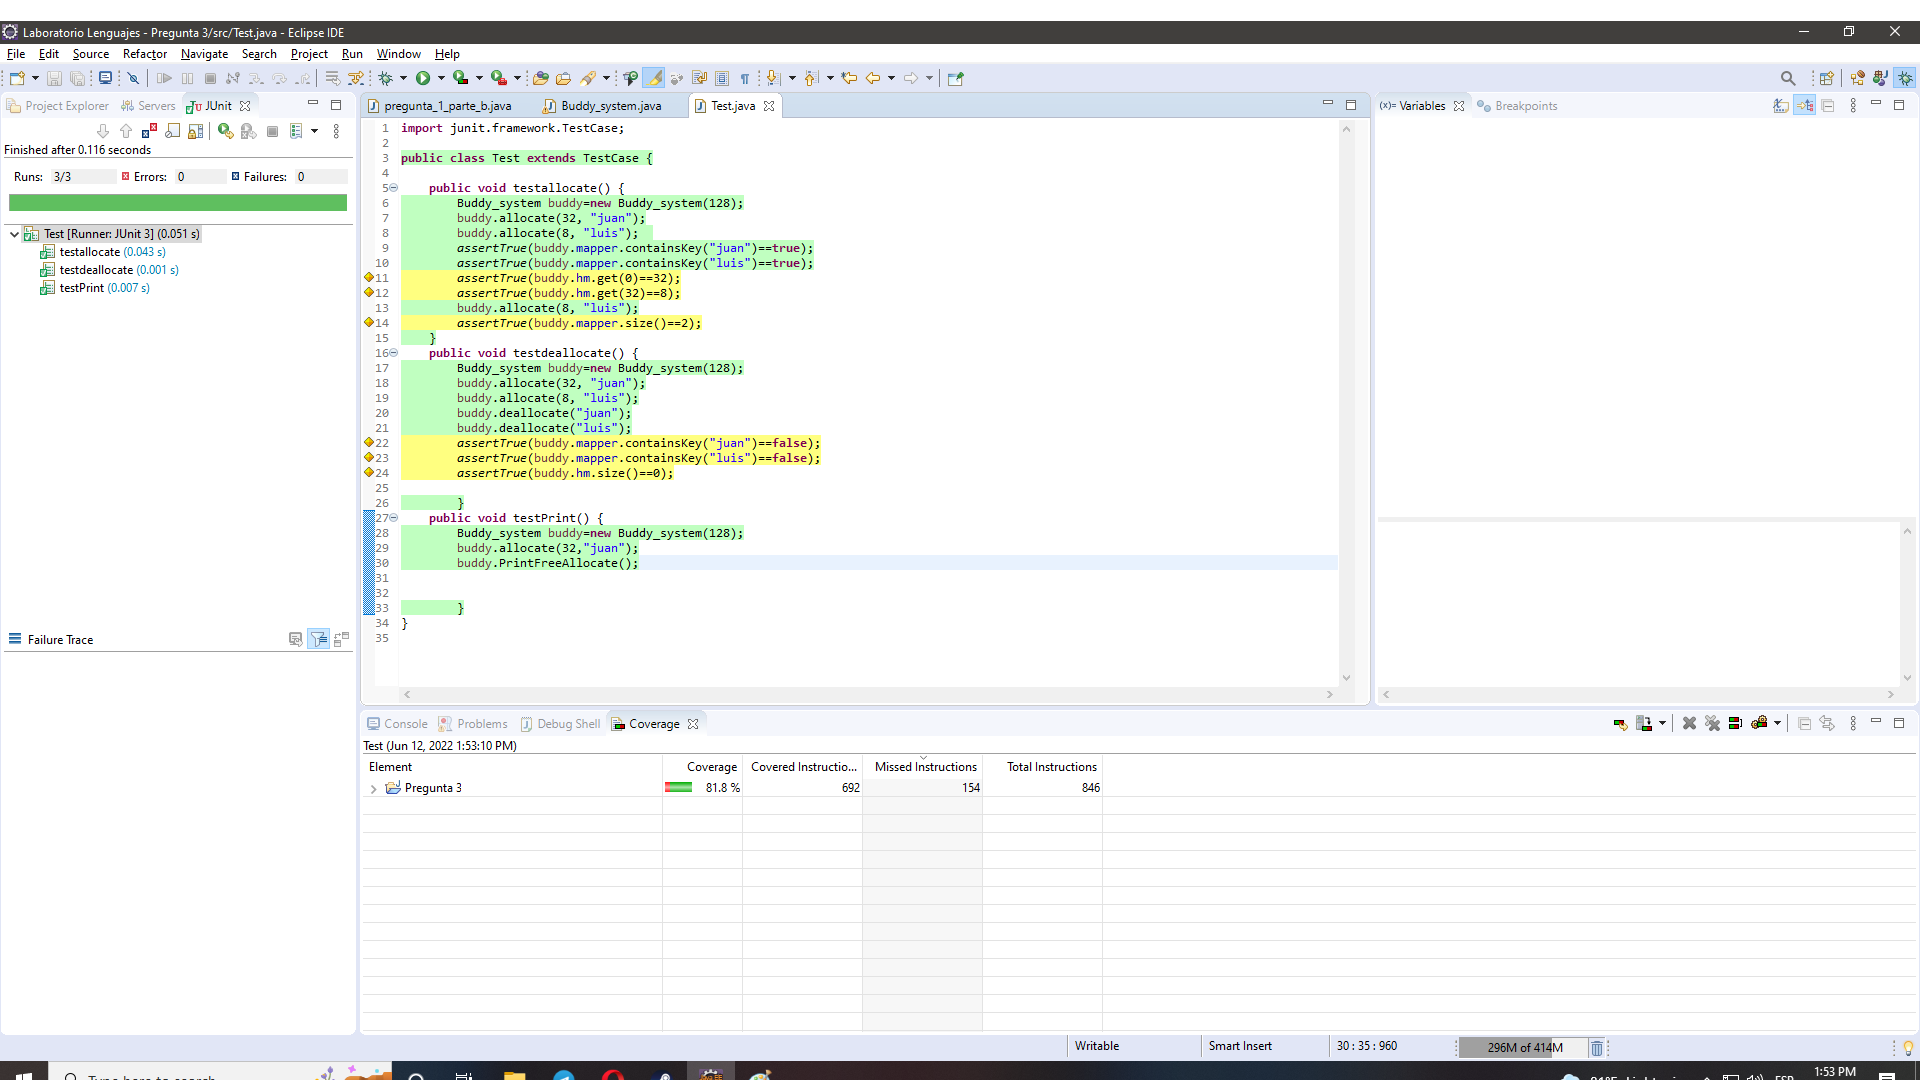 Laboratorio Lenguajes - Pregunta 3/src/Test.java - Eclipse IDE
File Edit Source Refactor Navigate Search Project Run Window Help
Project Explorer Servers JUnit
Finished after 0.116 seconds
Runs: 3/3 Errors: 0 Failures: 0
Test [Runner: JUnit 3] (0.051 s)
testallocate (0.043 s)
testdeallocate (0.001 s)
testPrint (0.007 s)
Failure Trace
pregunta_1_parte_b.java Buddy_system.java Test.java
1 import junit.framework.TestCase;
2
3 public class Test extends TestCase {
4
5 public void testallocate() {
6 Buddy_system buddy=new Buddy_system(128);
7 buddy.allocate(32, "juan");
8 buddy.allocate(8, "luis");
9 assertTrue(buddy.mapper.containsKey("juan")==true);
10 assertTrue(buddy.mapper.containsKey("luis")==true);
11 assertTrue(buddy.hm.get(0)==32);
12 assertTrue(buddy.hm.get(32)==8);
13 buddy.allocate(8, "luis");
14 assertTrue(buddy.mapper.size()==2);
15 }
16 public void testdeallocate() {
17 Buddy_system buddy=new Buddy_system(128);
18 buddy.allocate(32, "juan");
19 buddy.allocate(8, "luis");
20 buddy.deallocate("juan");
21 buddy.deallocate("luis");
22 assertTrue(buddy.mapper.containsKey("juan")==false);
23 assertTrue(buddy.mapper.containsKey("luis")==false);
24 assertTrue(buddy.hm.size()==0);
25
26 }
27 public void testPrint() {
28 Buddy_system buddy=new Buddy_system(128);
29 buddy.allocate(32,"juan");
30 buddy.PrintFreeAllocate();
31
32
33 }
34 }
35
(x)= Variables Breakpoints
Console Problems Debug Shell Coverage
Test (Jun 12, 2022 1:53:10 PM)
Element Coverage Covered Instructio... Missed Instructions Total Instructions
Pregunta 3 81.8 % 692 154 846
Writable Smart Insert 30 : 35 : 960 296M of 414M
Type here to search
1:53 PM